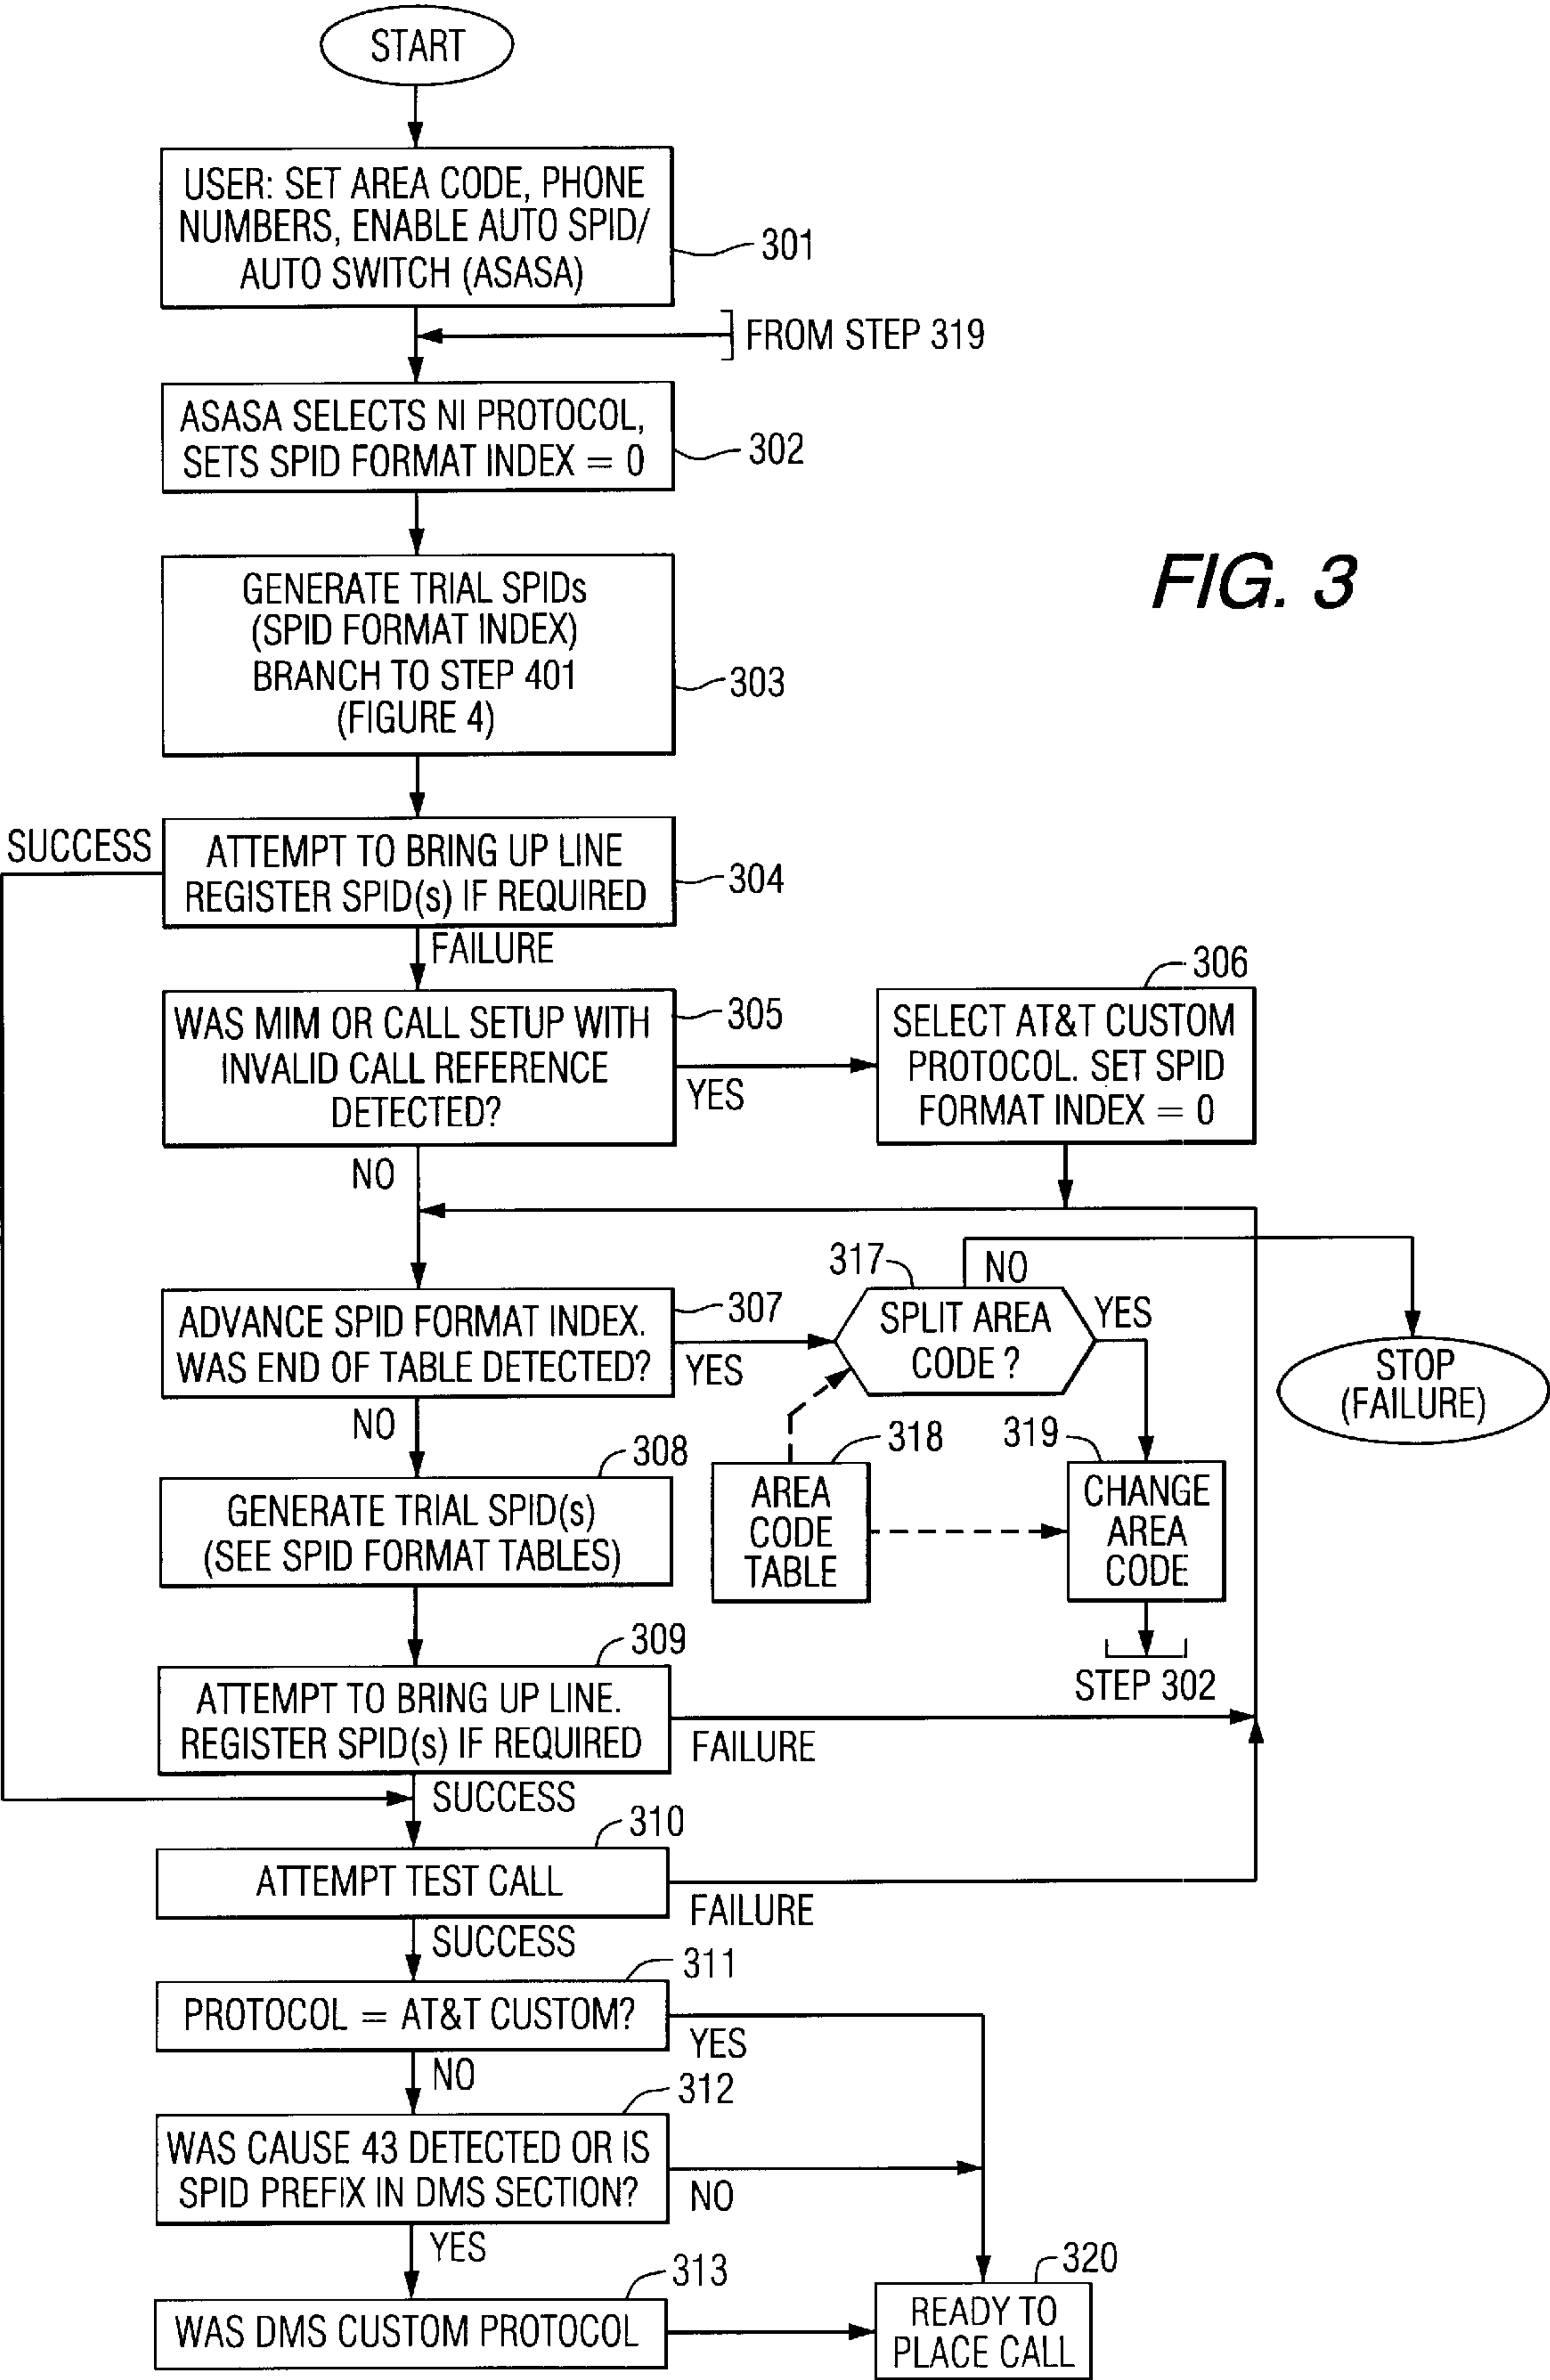 START
USER: SET AREA CODE, PHONE
NUMBERS, ENABLE AUTO SPID/
AUTO SWITCH (ASASA)
301
FROM STEP 319
ASASA SELECTS NI PROTOCOL,
SETS SPID FORMAT INDEX = 0
302
FIG. 3
GENERATE TRIAL SPIDs
(SPID FORMAT INDEX)
BRANCH TO STEP 401
(FIGURE 4)
303
SUCCESS
ATTEMPT TO BRING UP LINE
REGISTER SPID(s) IF REQUIRED
304
FAILURE
WAS MIM OR CALL SETUP WITH
INVALID CALL REFERENCE
DETECTED?
305
YES
306
SELECT AT&T CUSTOM
PROTOCOL. SET SPID
FORMAT INDEX = 0
NO
ADVANCE SPID FORMAT INDEX.
WAS END OF TABLE DETECTED?
307
YES
317
NO
SPLIT AREA
CODE ?
YES
STOP
(FAILURE)
NO
308
GENERATE TRIAL SPID(s)
(SEE SPID FORMAT TABLES)
318
AREA
CODE
TABLE
319
CHANGE
AREA
CODE
STEP 302
309
ATTEMPT TO BRING UP LINE.
REGISTER SPID(s) IF REQUIRED
FAILURE
SUCCESS
310
ATTEMPT TEST CALL
FAILURE
SUCCESS
311
PROTOCOL = AT&T CUSTOM?
YES
NO
312
WAS CAUSE 43 DETECTED OR IS
SPID PREFIX IN DMS SECTION?
NO
YES
313
WAS DMS CUSTOM PROTOCOL
320
READY TO
PLACE CALL